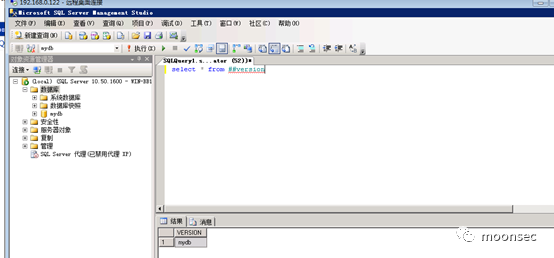 192.168.0.122 - 远程桌面连接
Microsoft SQL Server Management Studio
文件(F) 编辑(E) 查看(V) 查询(Q) 项目(P) 调试(D) 工具(T) 窗口(W) 社区(C) 帮助(H)
新建查询(N)
mydb 执行(X)
对象资源管理器
SQLQuery1.s...ater (52))*
连接(O)
select * from ##version
(local) (SQL Server 10.50.1600 - WIN-BB1
数据库
系统数据库
数据库快照
mydb
安全性
服务器对象
复制
管理
SQL Server 代理(已禁用代理 XP)
结果 消息
VERSION
1 mydb
moonsec